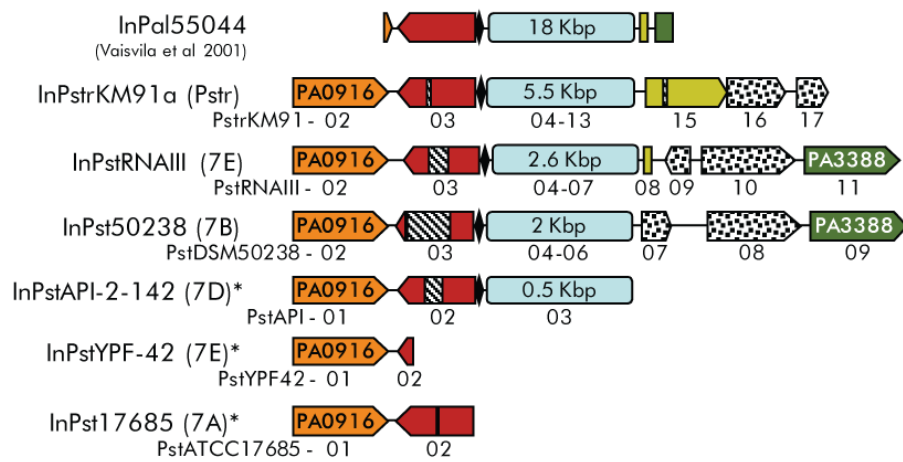 InPal55044
(Vaisvila et al 2001)
18 Kbp
InPstrKM91a (Pstr)
PA0916
5.5 Kbp
PstrKM91 - 02 03 04-13 15 16 17
InPstRNAIII (7E)
PA0916
2.6 Kbp
PA3388
PstRNAIII - 02 03 04-07 08 09 10 11
InPst50238 (7B)
PA0916
2 Kbp
PA3388
PstDSM50238 - 02 03 04-06 07 08 09
InPstAPI-2-142 (7D)*
PA0916
0.5 Kbp
PstAPI - 01 02 03
InPstYPF-42 (7E)*
PA0916
PstYPF42 - 01 02
InPst17685 (7A)*
PA0916
PstATCC17685 - 01 02